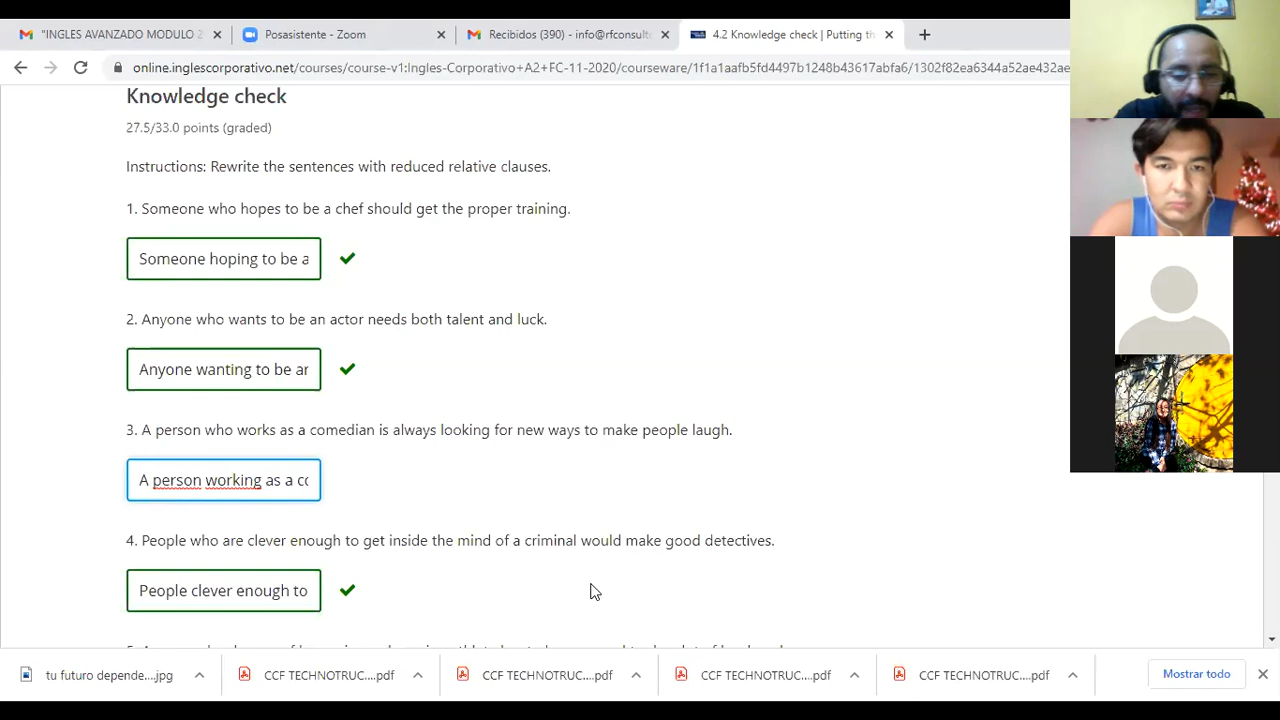 "INGLES AVANZADO MODULO 2
Posasistente - Zoom
Recibidos (390) - info@rfconsult
4.2 Knowledge check | Putting th
online.inglescorporativo.net/courses/course-v1:Ingles-Corporativo+A2+FC-11-2020/courseware/1f1a1aafb5fd4497b1248b43617abfa6/1302f82ea6344a52ae432ae
Knowledge check
27.5/33.0 points (graded)
Instructions: Rewrite the sentences with reduced relative clauses.
1. Someone who hopes to be a chef should get the proper training.
Someone hoping to be a
2. Anyone who wants to be an actor needs both talent and luck.
Anyone wanting to be ar
3. A person who works as a comedian is always looking for new ways to make people laugh.
A person working as a co
4. People who are clever enough to get inside the mind of a criminal would make good detectives.
People clever enough to
tu futuro depende....jpg
CCF TECHNOTRUC....pdf
CCF TECHNOTRUC....pdf
CCF TECHNOTRUC....pdf
CCF TECHNOTRUC....pdf
Mostrar todo